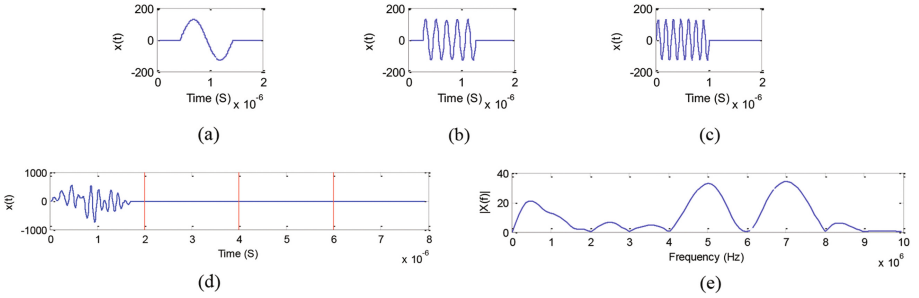 200
0
-200
x(t)
0 1 2
Time (S)
x 10⁻⁶
(a)
200
0
-200
x(t)
0 1 2
Time (S)
x 10⁻⁶
(b)
200
0
-200
x(t)
0 1 2
Time (S)
x 10⁻⁶
(c)
1000
0
-1000
x(t)
0 1 2 3 4 5 6 7 8
Time (S)
x 10⁻⁶
(d)
40
20
0
|X(f)|
0 1 2 3 4 5 6 7 8 9 10
Frequency (Hz)
x 10⁶
(e)